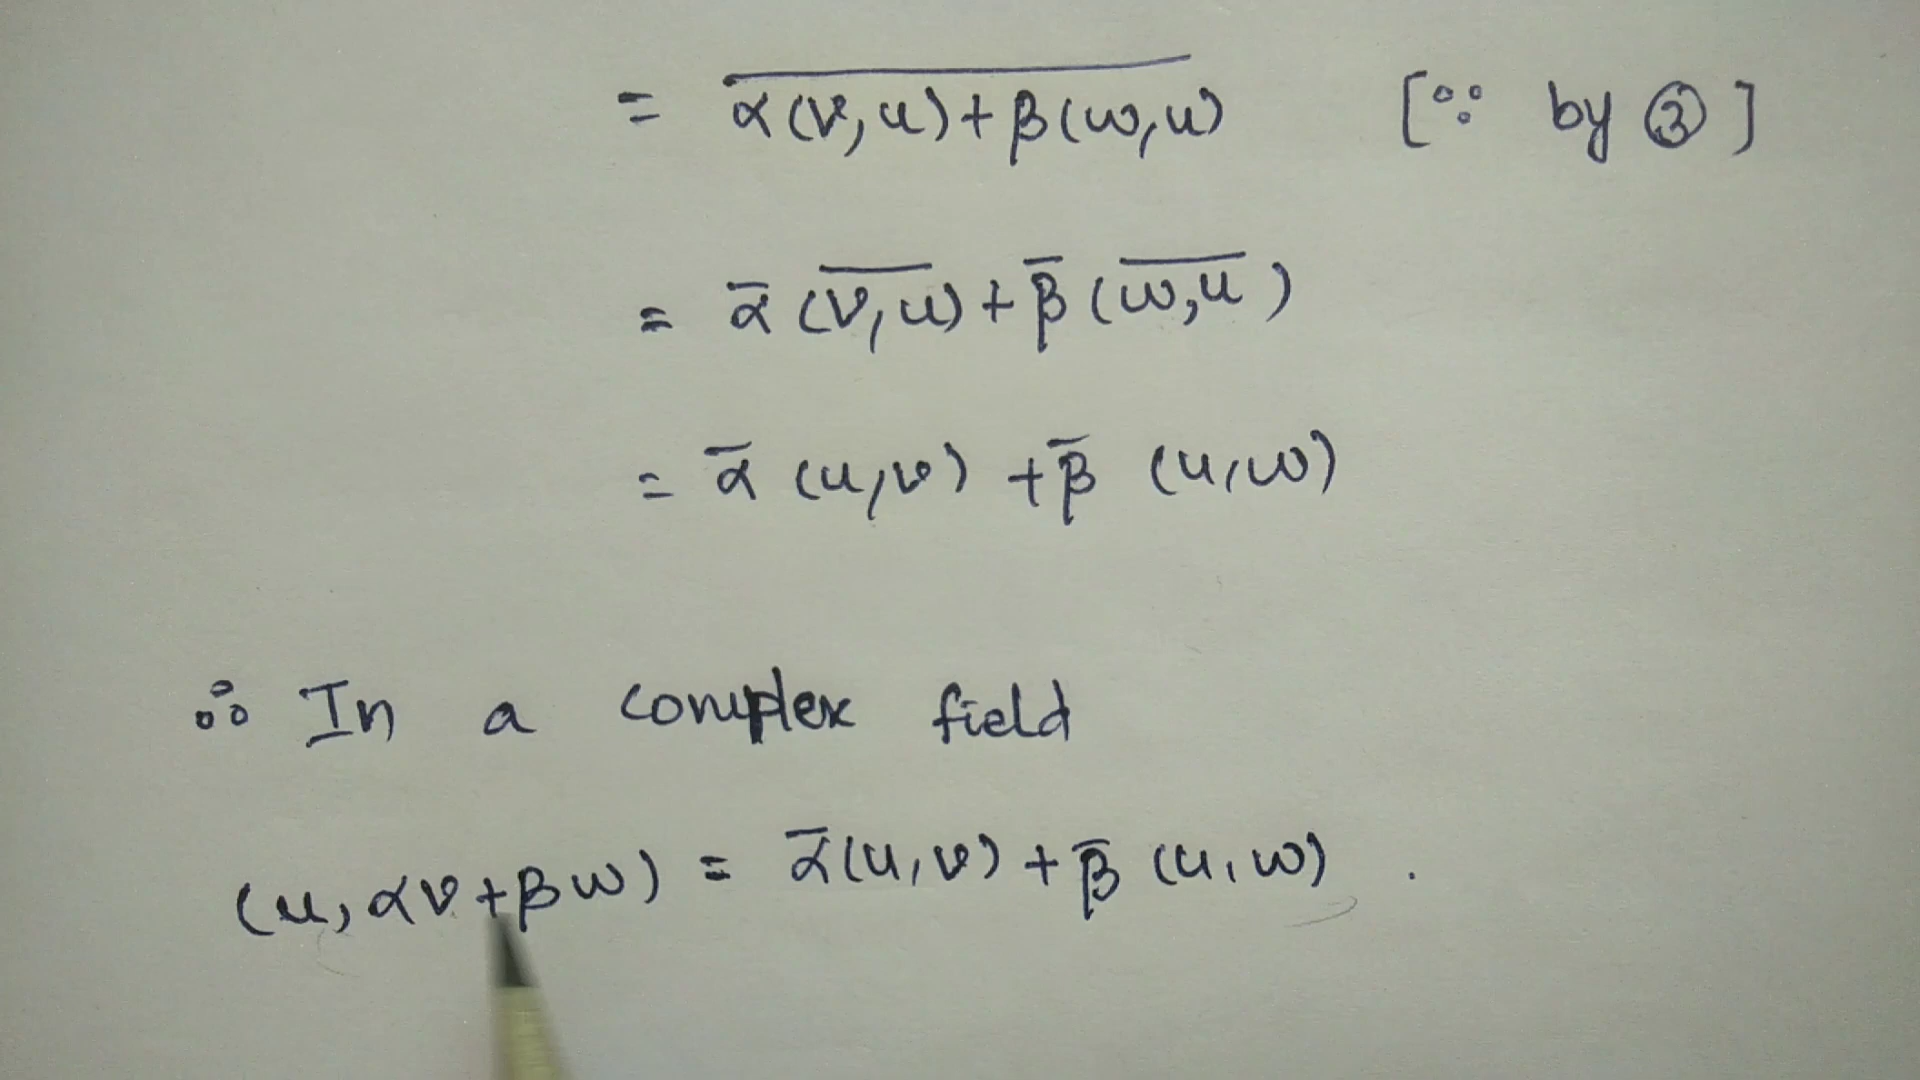 = \overline{α(v,u)+β(w,u)} [∵ by ③]
= ᾱ (\overline{v,u}) + β̄ (\overline{w,u})
= ᾱ (u,v) + β̄ (u,w)
∴ In a complex field
(u, αv+βw) = ᾱ(u,v) + β̄ (u,w) .